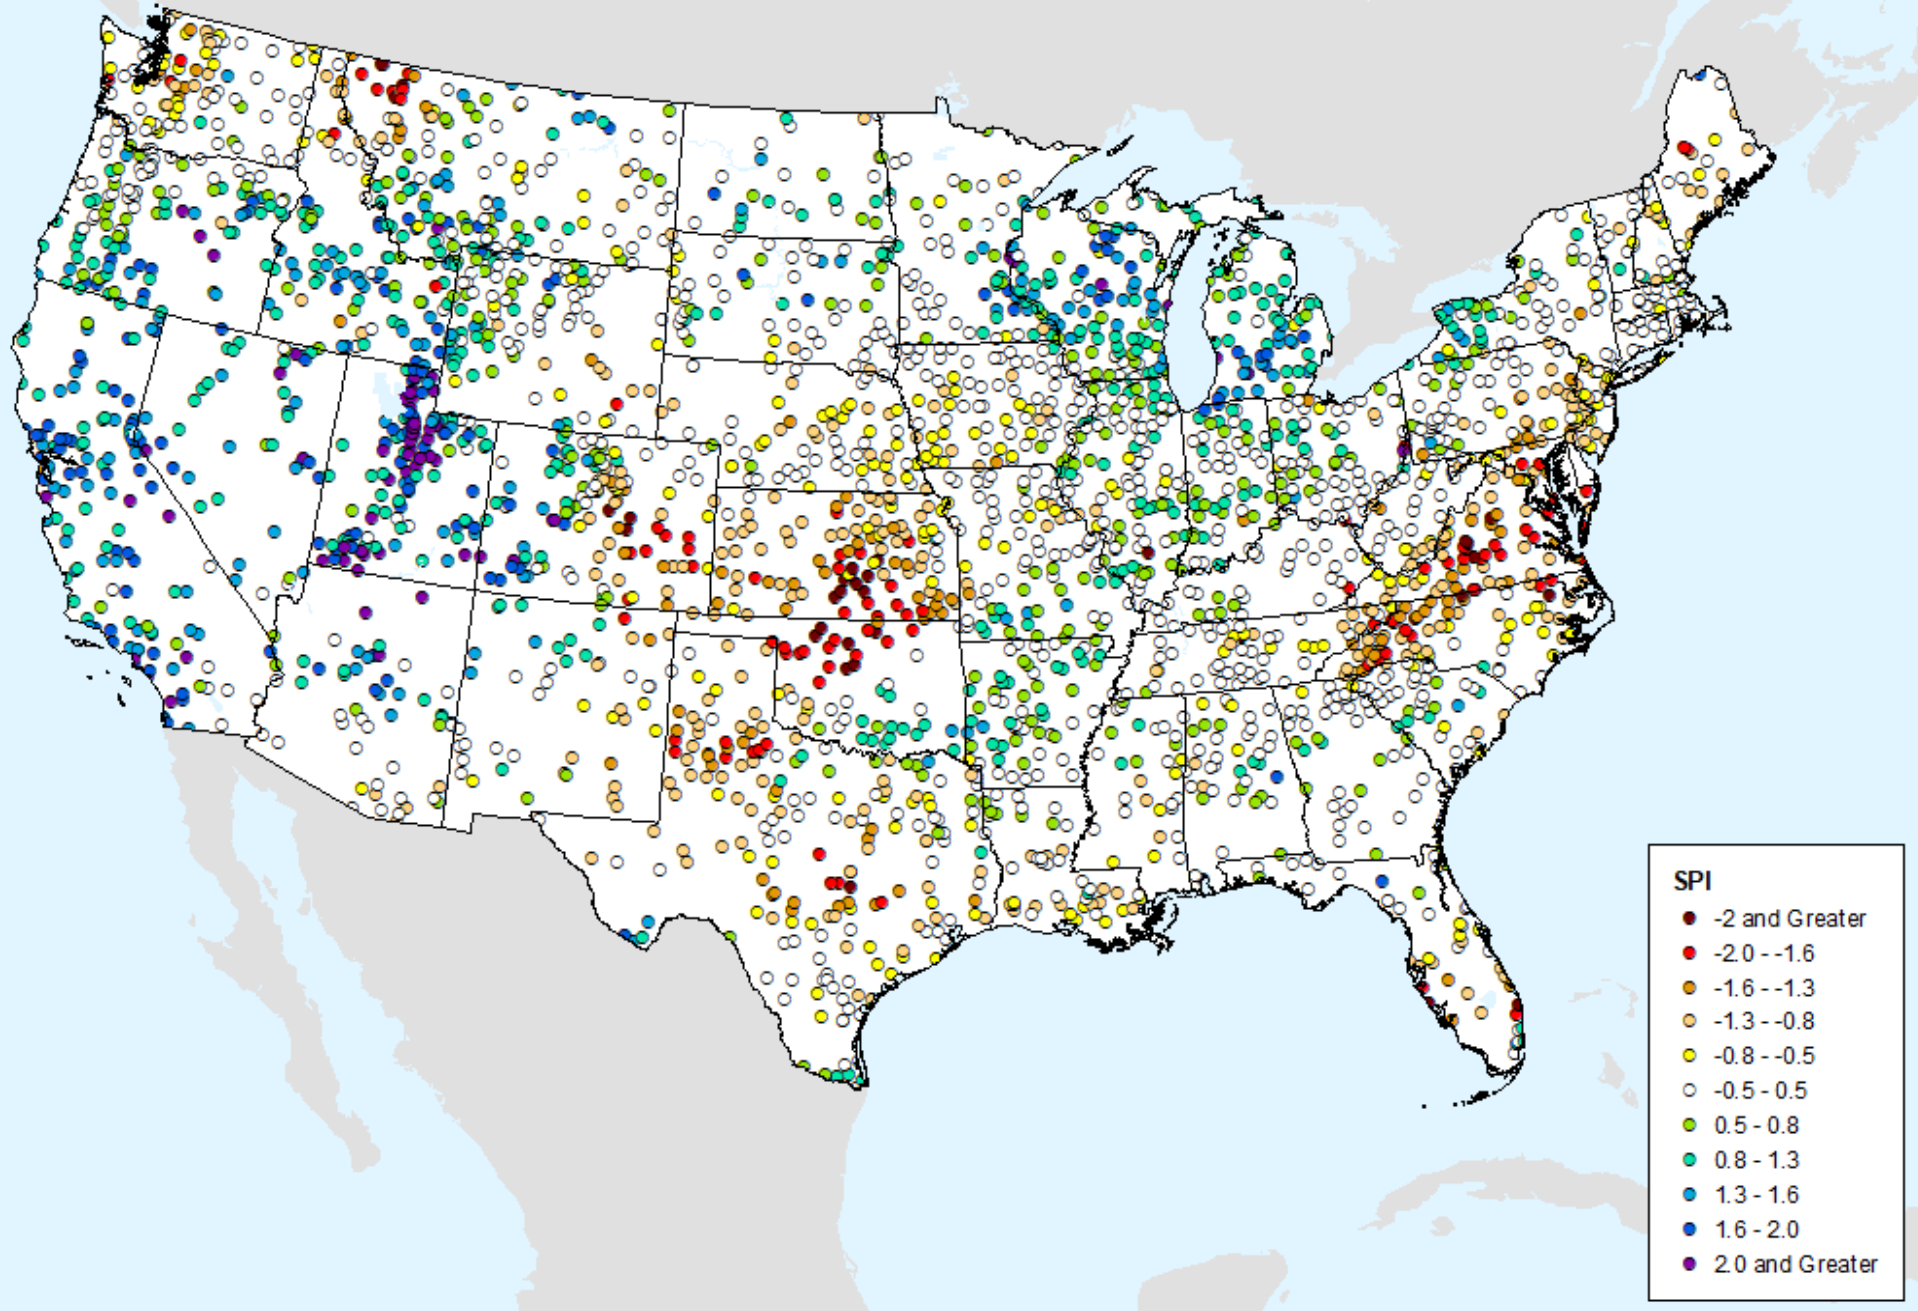 SPI
-2 and Greater
-2.0 - -1.6
-1.6 - -1.3
-1.3 - -0.8
-0.8 - -0.5
-0.5 - 0.5
0.5 - 0.8
0.8 - 1.3
1.3 - 1.6
1.6 - 2.0
2.0 and Greater